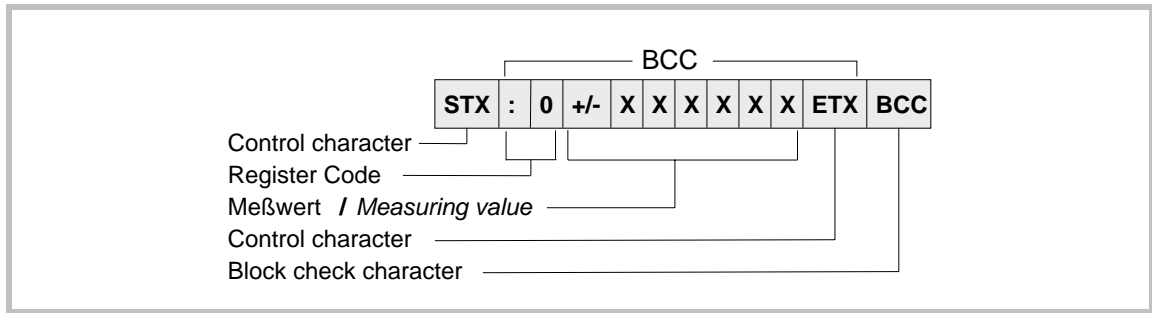 BCC
STX : 0 +/- X X X X X X ETX BCC
Control character
Register Code
Meßwert / Measuring value
Control character
Block check character